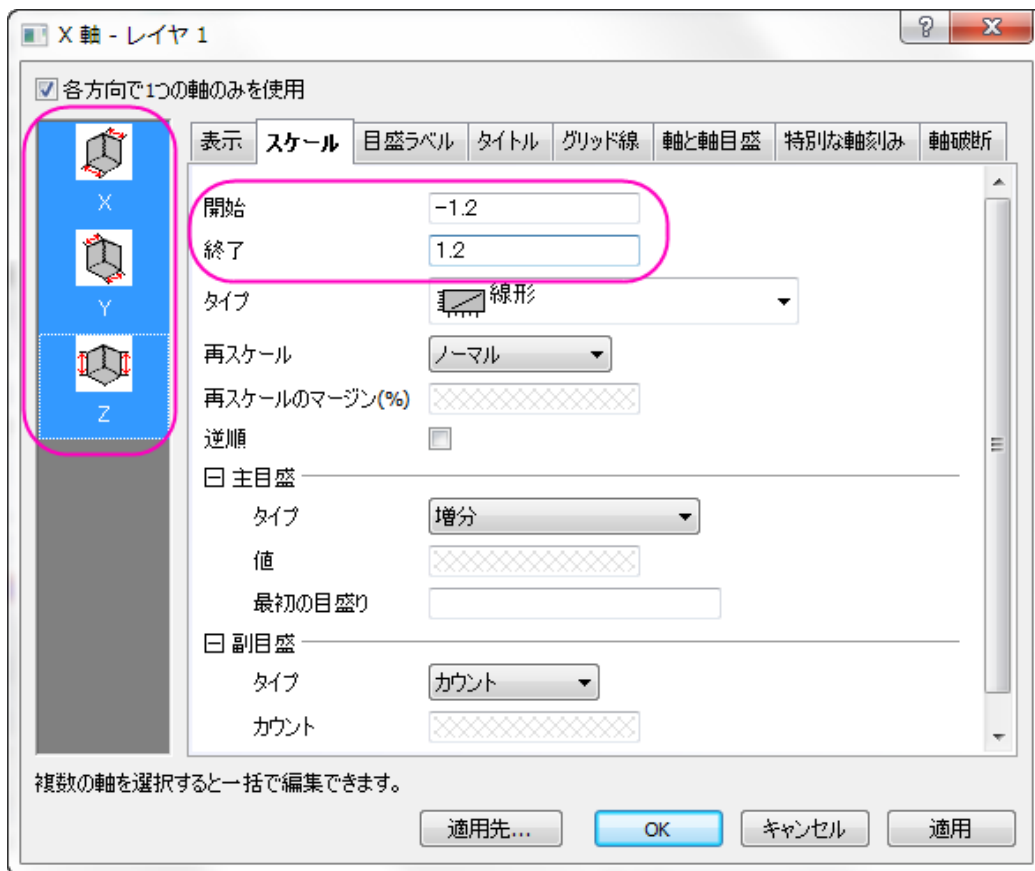 X 軸 - レイヤ 1
各方向で1つの軸のみを使用
X
Y
Z
表示 スケール 目盛ラベル タイトル グリッド線 軸と軸目盛 特別な軸刻み 軸破断
開始 -1.2
終了 1.2
タイプ 線形
再スケール ノーマル
再スケールのマージン(%)
逆順
主目盛
タイプ 増分
値
最初の目盛り
副目盛
タイプ カウント
カウント
複数の軸を選択すると一括で編集できます。
適用先... OK キャンセル 適用